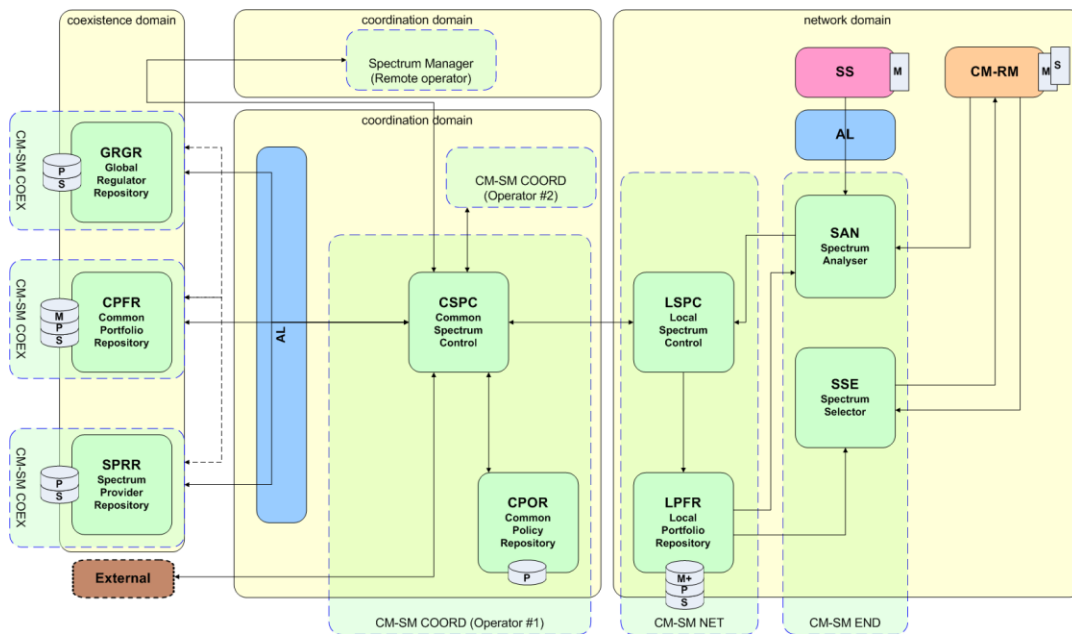 coexistence domain
coordination domain
network domain
Spectrum Manager
(Remote operator)
SS
M
CM-RM
M
S
AL
coordination domain
CM-SM COEX
GRGR
Global
Regulator
Repository
P
S
CM-SM COORD
(Operator #2)
SAN
Spectrum
Analyser
CM-SM COEX
CPFR
Common
Portfolio
Repository
M
P
S
AL
CSPC
Common
Spectrum
Control
LSPC
Local
Spectrum
Control
SSE
Spectrum
Selector
CM-SM COEX
SPRR
Spectrum
Provider
Repository
P
S
CPOR
Common
Policy
Repository
P
LPFR
Local
Portfolio
Repository
M+
P
S
External
CM-SM COORD (Operator #1)
CM-SM NET
CM-SM END